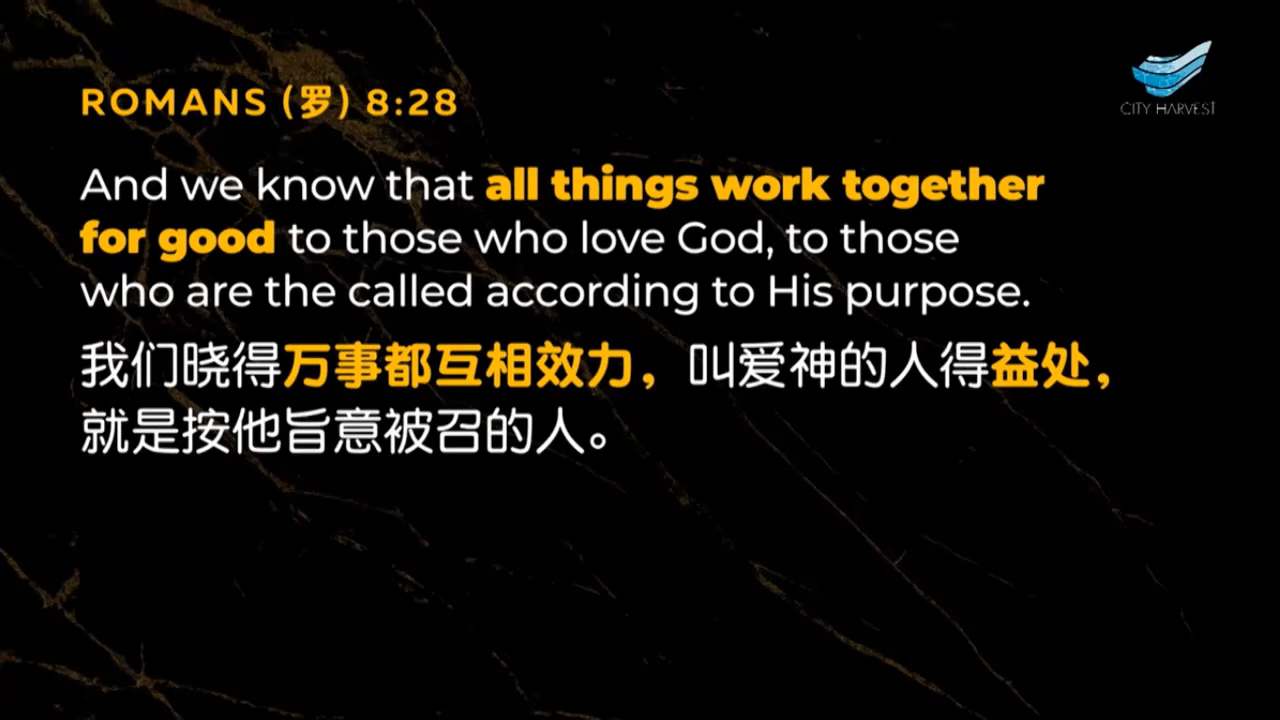 ROMANS (罗) 8:28
CITY HARVEST
And we know that all things work together
for good to those who love God, to those
who are the called according to His purpose.
我们晓得万事都互相效力，叫爱神的人得益处，
就是按他旨意被召的人。